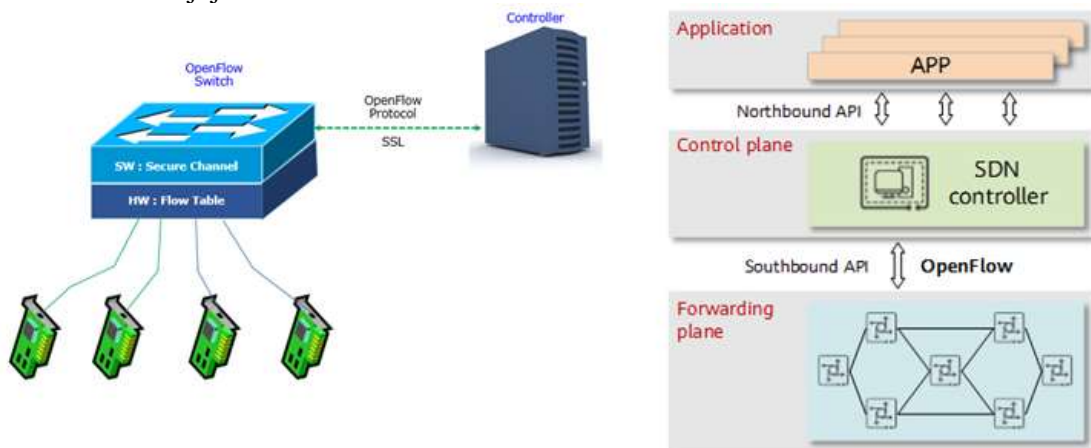 Controller
OpenFlow
Switch
OpenFlow
Protocol
SSL
SW : Secure Channel
HW : Flow Table
Application
APP
Northbound API
Control plane
SDN
controller
Southbound API
OpenFlow
Forwarding
plane